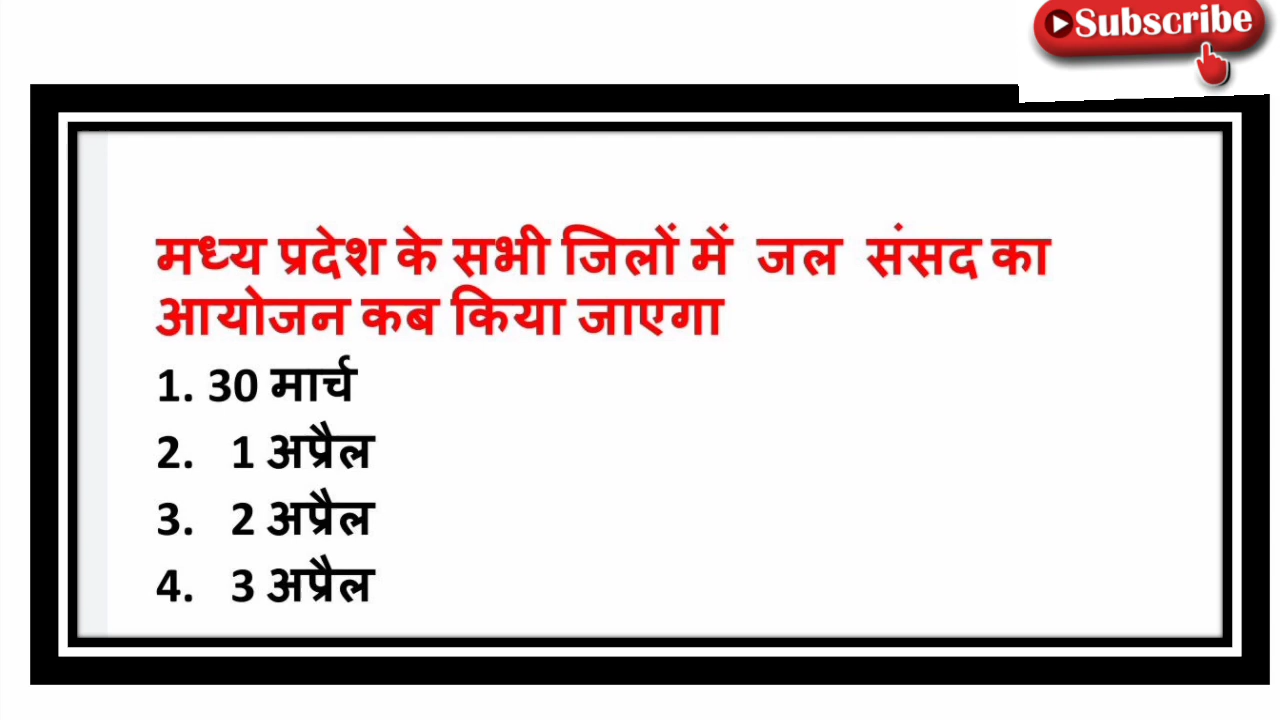 Subscribe
मध्य प्रदेश के सभी जिलों में जल संसद का
आयोजन कब किया जाएगा
1. 30 मार्च
2. 1 अप्रैल
3. 2 अप्रैल
4. 3 अप्रैल